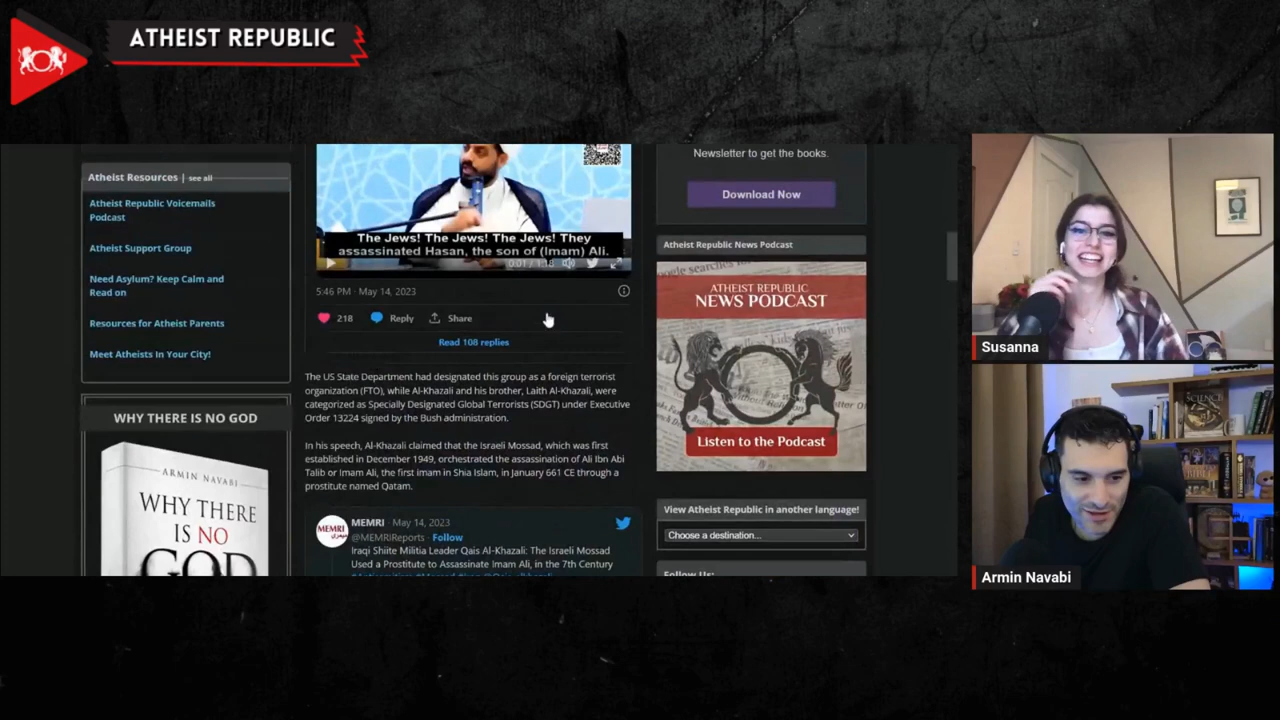 ATHEIST REPUBLIC
Atheist Resources | see all
Atheist Republic Voicemails
Podcast
Atheist Support Group
Need Asylum? Keep Calm and
Read on
Resources for Atheist Parents
Meet Atheists In Your City!
WHY THERE IS NO GOD
ARMIN NAVABI
WHY THERE
IS NO
GOD
The Jews! The Jews! The Jews! They
assassinated Hasan, the son of (Imam) Ali.
0:01 / 1:18
5:46 PM · May 14, 2023
218 Reply Share
Read 108 replies
The US State Department had designated this group as a foreign terrorist
organization (FTO), while Al-Khazali and his brother, Laith Al-Khazali, were
categorized as Specially Designated Global Terrorists (SDGT) under Executive
Order 13224 signed by the Bush administration.
In his speech, Al-Khazali claimed that the Israeli Mossad, which was first
established in December 1949, orchestrated the assassination of Ali Ibn Abi
Talib or Imam Ali, the first imam in Shia Islam, in January 661 CE through a
prostitute named Qatam.
MEMRI
MEMRI · May 14, 2023
@MEMRIReports · Follow
Iraqi Shiite Militia Leader Qais Al-Khazali: The Israeli Mossad
Used a Prostitute to Assassinate Imam Ali, in the 7th Century
Newsletter to get the books.
Download Now
Atheist Republic News Podcast
ATHEIST REPUBLIC
NEWS PODCAST
Listen to the Podcast
View Atheist Republic in another language!
Choose a destination...
Follow Us:
Susanna
SCIENCE
Armin Navabi